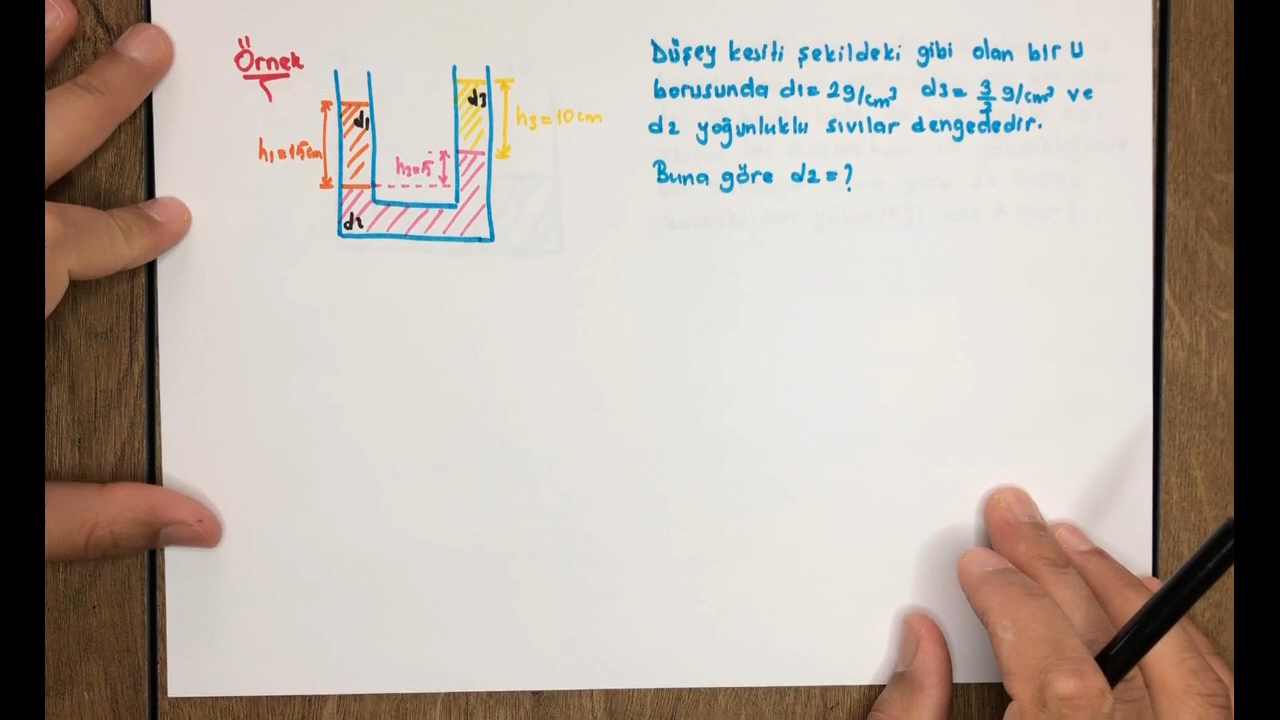 Örnek
Düşey kesiti şekildeki gibi olan bir U
borusunda d1= 2g/cm³ d3= 3/2 g/cm³ ve
d2 yoğunluklu sıvılar dengededir.
Buna göre d2=?
d1
h1=15cm
d2
h2=5
d3
h3=10cm